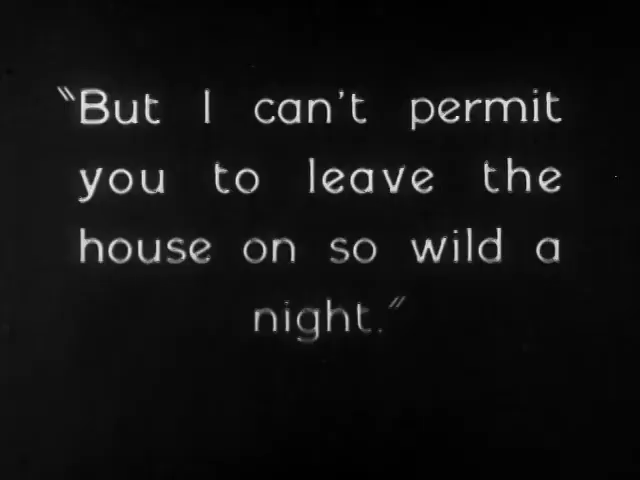 "But I can't permit
you to leave the
house on so wild a
night."